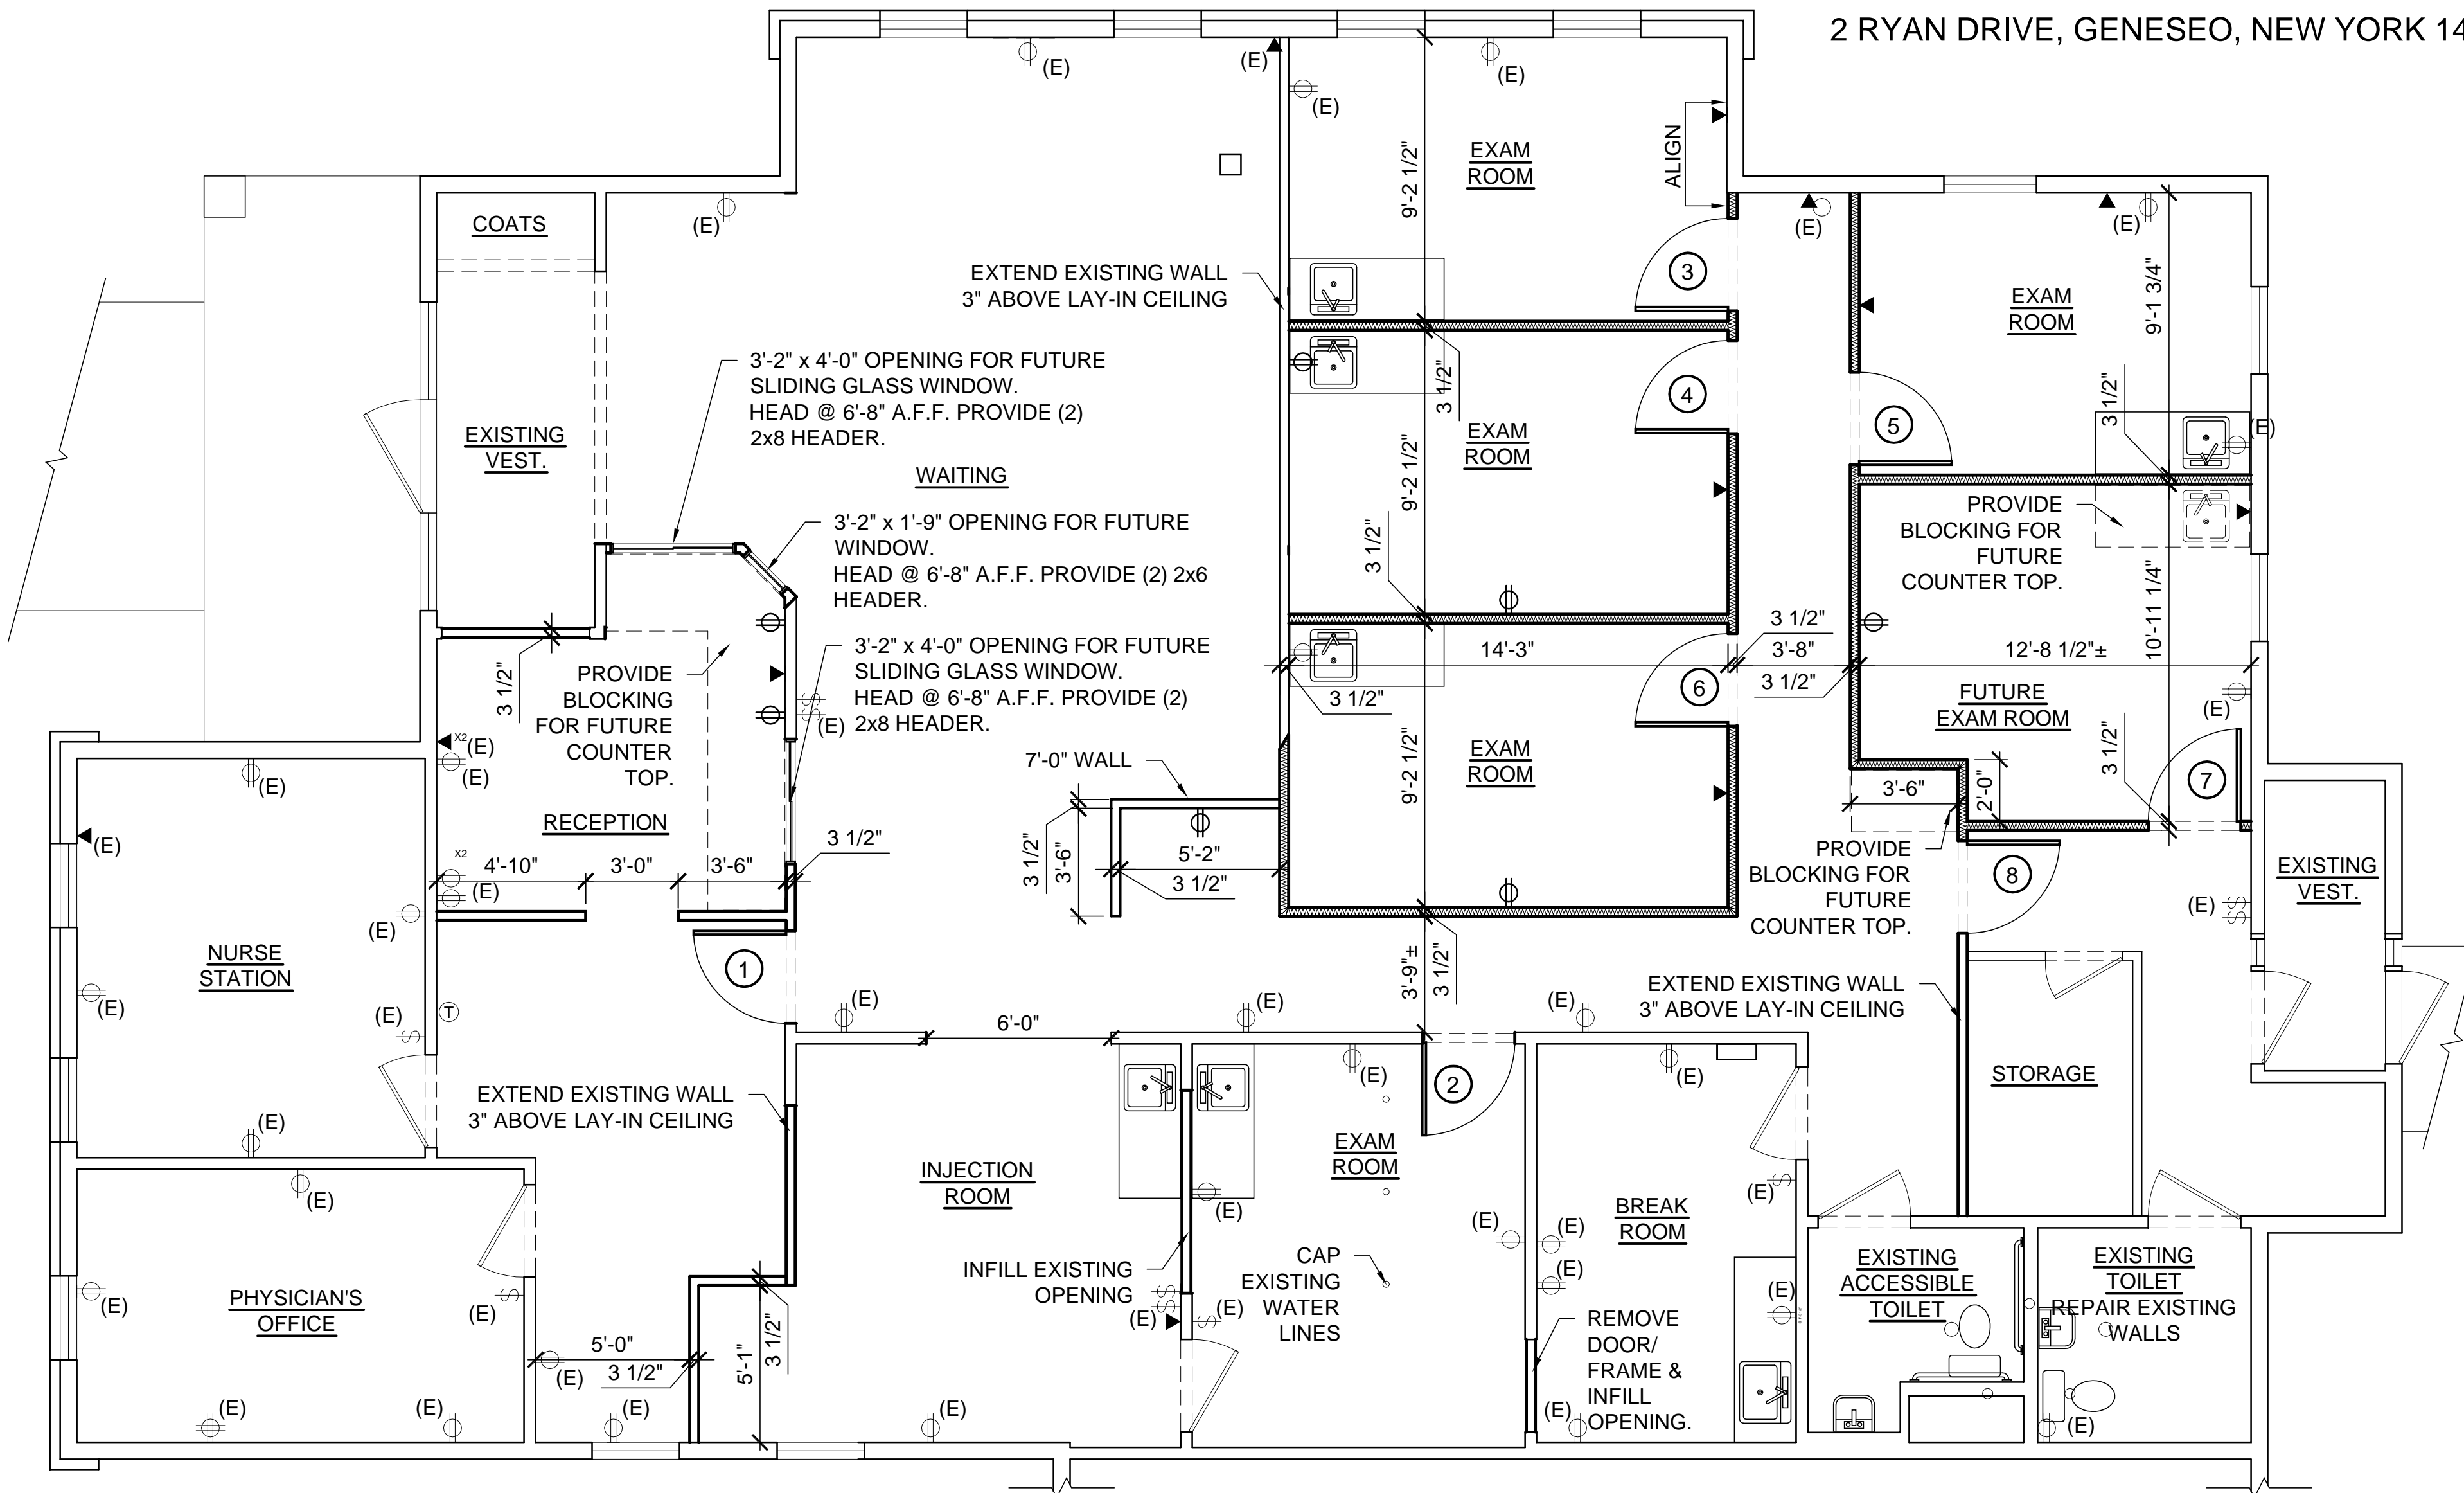 2 RYAN DRIVE, GENESEO, NEW YORK 14
(E)
(E)
(E)
(E)
EXAM
ROOM
9'-2 1/2"
ALIGN
COATS
(E)
(E)
(E)
EXTEND EXISTING WALL
3" ABOVE LAY-IN CEILING
3
EXAM
ROOM
9'-1 3/4"
3'-2" x 4'-0" OPENING FOR FUTURE
SLIDING GLASS WINDOW.
HEAD @ 6'-8" A.F.F. PROVIDE (2)
2x8 HEADER.
3 1/2"
4
5
3 1/2"
(E)
EXISTING
VEST.
EXAM
ROOM
WAITING
9'-2 1/2"
3'-2" x 1'-9" OPENING FOR FUTURE
WINDOW.
HEAD @ 6'-8" A.F.F. PROVIDE (2) 2x6
HEADER.
3 1/2"
PROVIDE
BLOCKING FOR
FUTURE
COUNTER TOP.
10'-11 1/4"
3'-2" x 4'-0" OPENING FOR FUTURE
SLIDING GLASS WINDOW.
HEAD @ 6'-8" A.F.F. PROVIDE (2)
2x8 HEADER.
(E)
3 1/2"
PROVIDE
BLOCKING
FOR FUTURE
COUNTER
TOP.
14'-3"
3 1/2"
3'-8"
3 1/2"
12'-8 1/2"±
3 1/2"
6
FUTURE
EXAM ROOM
(E)
3 1/2"
X2
(E)
(E)
(E)
7'-0" WALL
EXAM
ROOM
9'-2 1/2"
7
3'-6"
2'-0"
RECEPTION
(E)
X2
4'-10"
3'-0"
3'-6"
3 1/2"
3 1/2"
3'-6"
5'-2"
3 1/2"
PROVIDE
BLOCKING FOR
FUTURE
COUNTER TOP.
8
EXISTING
VEST.
(E)
(E)
(E)
NURSE
STATION
1
3'-9"±
3 1/2"
EXTEND EXISTING WALL
3" ABOVE LAY-IN CEILING
(E)
(E)
T
(E)
(E)
(E)
6'-0"
(E)
(E)
2
STORAGE
EXTEND EXISTING WALL
3" ABOVE LAY-IN CEILING
(E)
EXAM
ROOM
INJECTION
ROOM
(E)
(E)
(E)
BREAK
ROOM
(E)
(E)
(E)
PHYSICIAN'S
OFFICE
(E)
(E)
INFILL EXISTING
OPENING
(E)
(E)
CAP
EXISTING
WATER
LINES
(E)
(E)
REMOVE
DOOR/
FRAME &
INFILL
OPENING.
EXISTING
ACCESSIBLE
TOILET
EXISTING
TOILET
REPAIR EXISTING
WALLS
5'-0"
3 1/2"
5'-1"
3 1/2"
(E)
(E)
(E)
(E)
(E)
(E)
(E)